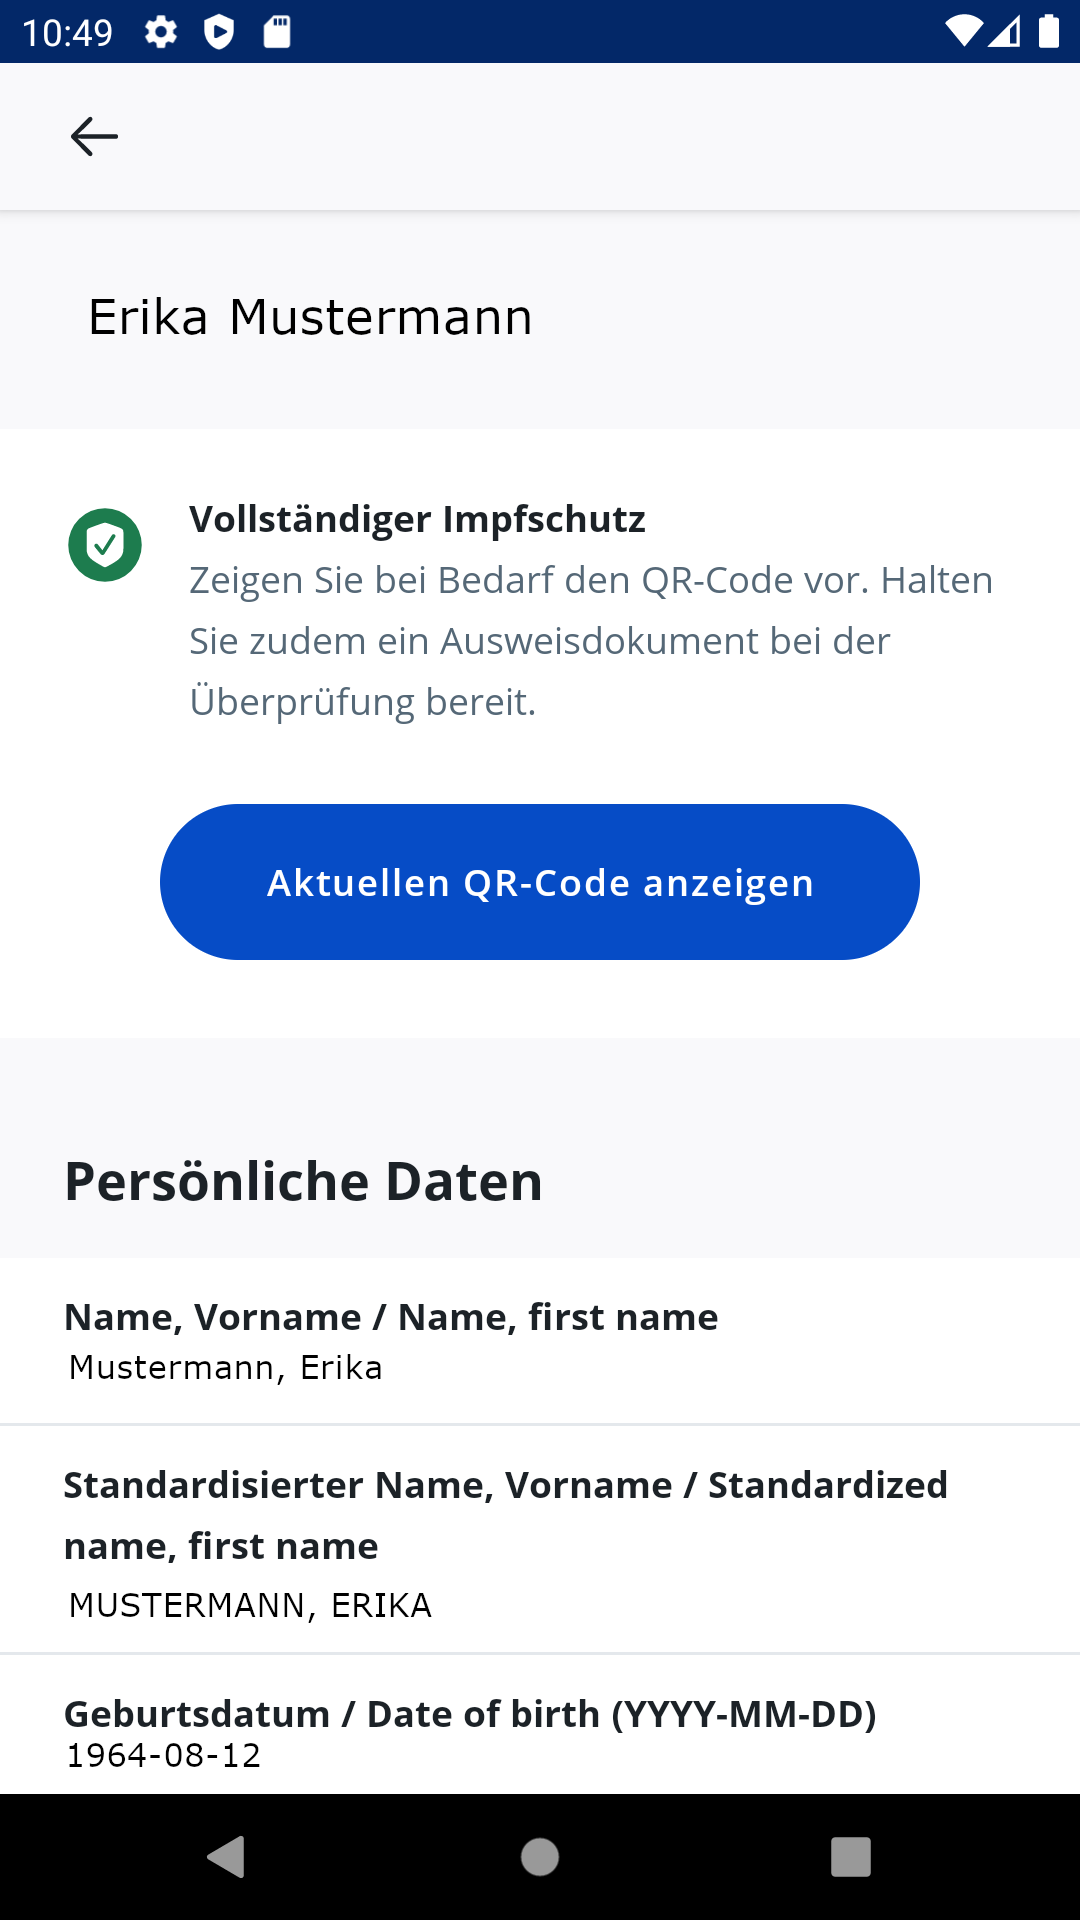 10:49
Erika Mustermann
Vollständiger Impfschutz
Zeigen Sie bei Bedarf den QR-Code vor. Halten
Sie zudem ein Ausweisdokument bei der
Überprüfung bereit.
Aktuellen QR-Code anzeigen
Persönliche Daten
Name, Vorname / Name, first name
Mustermann, Erika
Standardisierter Name, Vorname / Standardized
name, first name
MUSTERMANN, ERIKA
Geburtsdatum / Date of birth (YYYY-MM-DD)
1964-08-12